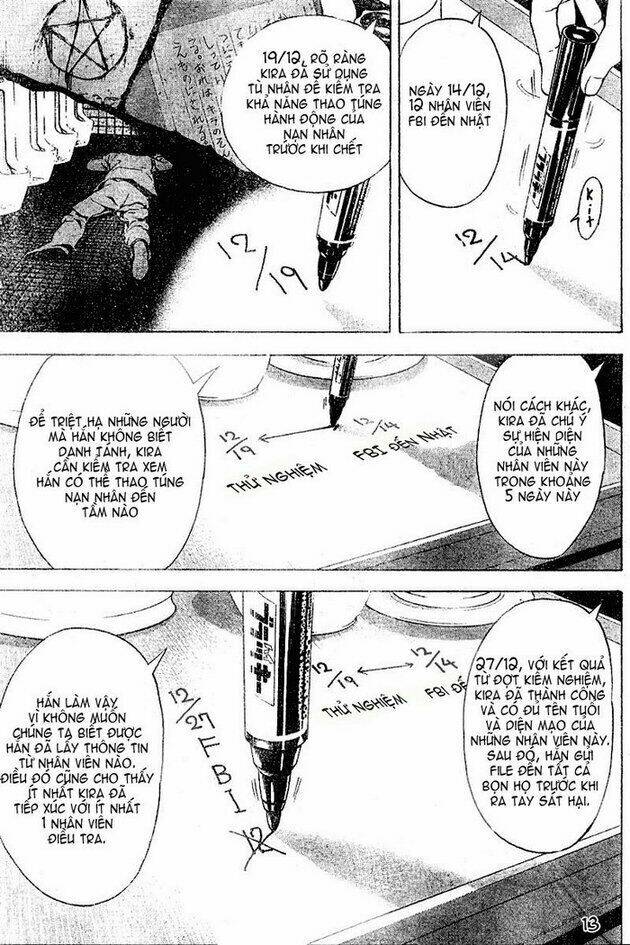 NGÀY 14/12,
12 NHÂN VIÊN
FBI ĐẾN NHẬT
Kít
12/14
19/12, RÕ RÀNG
KIRA ĐÃ SỬ DỤNG
TÙ NHÂN ĐỂ KIỂM TRA
KHẢ NĂNG THAO TÚNG
HÀNH ĐỘNG CỦA
NẠN NHÂN
TRƯỚC KHI CHẾT
12/19
NÓI CÁCH KHÁC,
KIRA ĐÃ CHÚ Ý
SỰ HIỆN DIỆN
CỦA NHỮNG
NHÂN VIÊN NÀY
TRONG KHOẢNG
5 NGÀY NÀY
12/14
FBI ĐẾN NHẬT
12/19
THỬ NGHIỆM
ĐỂ TRIỆT HẠ NHỮNG NGƯỜI
MÀ HẮN KHÔNG BIẾT
DANH TÁNH, KIRA
CẦN KIỂM TRA XEM
HẮN CÓ THỂ THAO TÚNG
NẠN NHÂN ĐẾN
TẦM NÀO
27/12, VỚI KẾT QUẢ
TỪ ĐỢT KIỂM NGHIỆM,
KIRA ĐÃ THÀNH CÔNG
VÀ CÓ ĐỦ TÊN TUỔI
VÀ DIỆN MẠO CỦA
NHỮNG NHÂN VIÊN NÀY.
SAU ĐÓ, HẮN GỬI
FILE ĐẾN TẤT CẢ
BỌN HỌ TRƯỚC KHI
RA TAY SÁT HẠI.
12/14
FBI ĐẾ
12/19
THỬ NGHIỆM
12/27 FBI
12
HẮN LÀM VẬY
VÌ KHÔNG MUỐN
CHÚNG TA BIẾT ĐƯỢC
HẮN ĐÃ LẤY THÔNG TIN
TỪ NHÂN VIÊN NÀO.
ĐIỀU ĐÓ CŨNG CHO THẤY
ÍT NHẤT KIRA ĐÃ
TIẾP XÚC VỚI ÍT NHẤT
1 NHÂN VIÊN
ĐIỀU TRA.
13